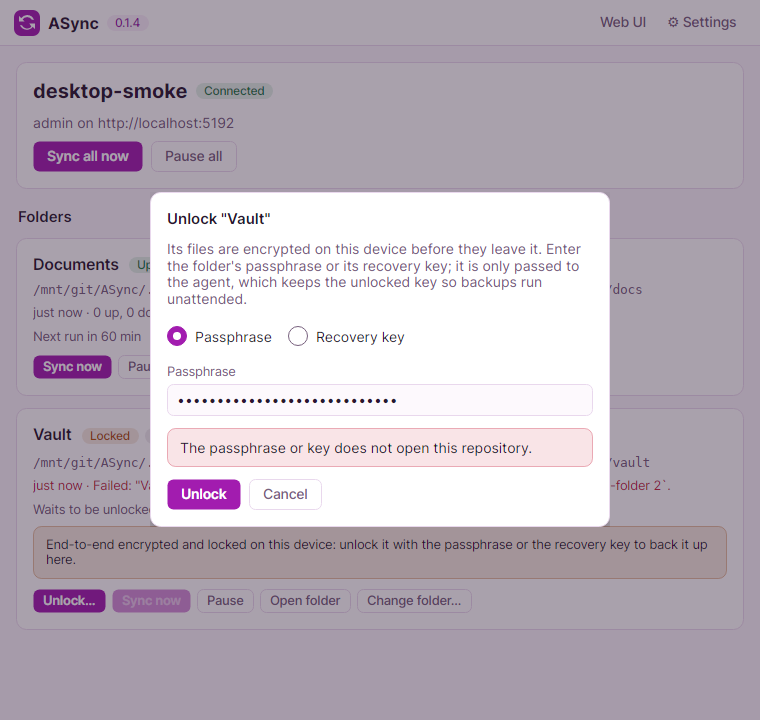 ASync 0.1.4 Web UI ⚙ Settings
desktop-smoke Connected
admin on http://localhost:5192
Sync all now Pause all
Folders
Documents
/mnt/git/ASync/ /docs
just now · 0 up, 0
Next run in 60 min
Sync now
Unlock "Vault"
Its files are encrypted on this device before they leave it. Enter
the folder's passphrase or its recovery key; it is only passed to
the agent, which keeps the unlocked key so backups run
unattended.
Passphrase Recovery key
Passphrase
••••••••••••••••••••••••••••
The passphrase or key does not open this repository.
Unlock Cancel
Vault Locked
/mnt/git/ASync/ /vault
just now · Failed: -folder 2`.
Waits to be unlocked
End-to-end encrypted and locked on this device: unlock it with the passphrase or the recovery key to back it up
here.
Unlock... Sync now Pause Open folder Change folder...